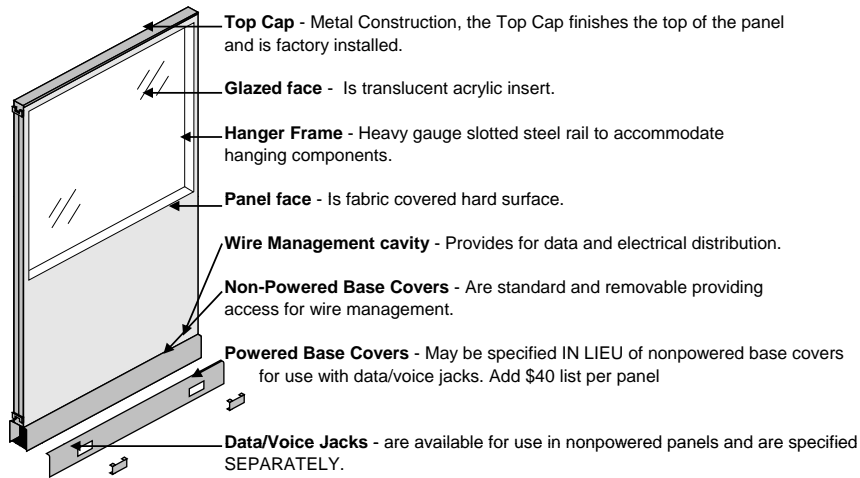 Top Cap - Metal Construction, the Top Cap finishes the top of the panel
and is factory installed.
Glazed face - Is translucent acrylic insert.
Hanger Frame - Heavy gauge slotted steel rail to accommodate
hanging components.
Panel face - Is fabric covered hard surface.
Wire Management cavity - Provides for data and electrical distribution.
Non-Powered Base Covers - Are standard and removable providing
access for wire management.
Powered Base Covers - May be specified IN LIEU of nonpowered base covers
for use with data/voice jacks. Add $40 list per panel
Data/Voice Jacks - are available for use in nonpowered panels and are specified
SEPARATELY.